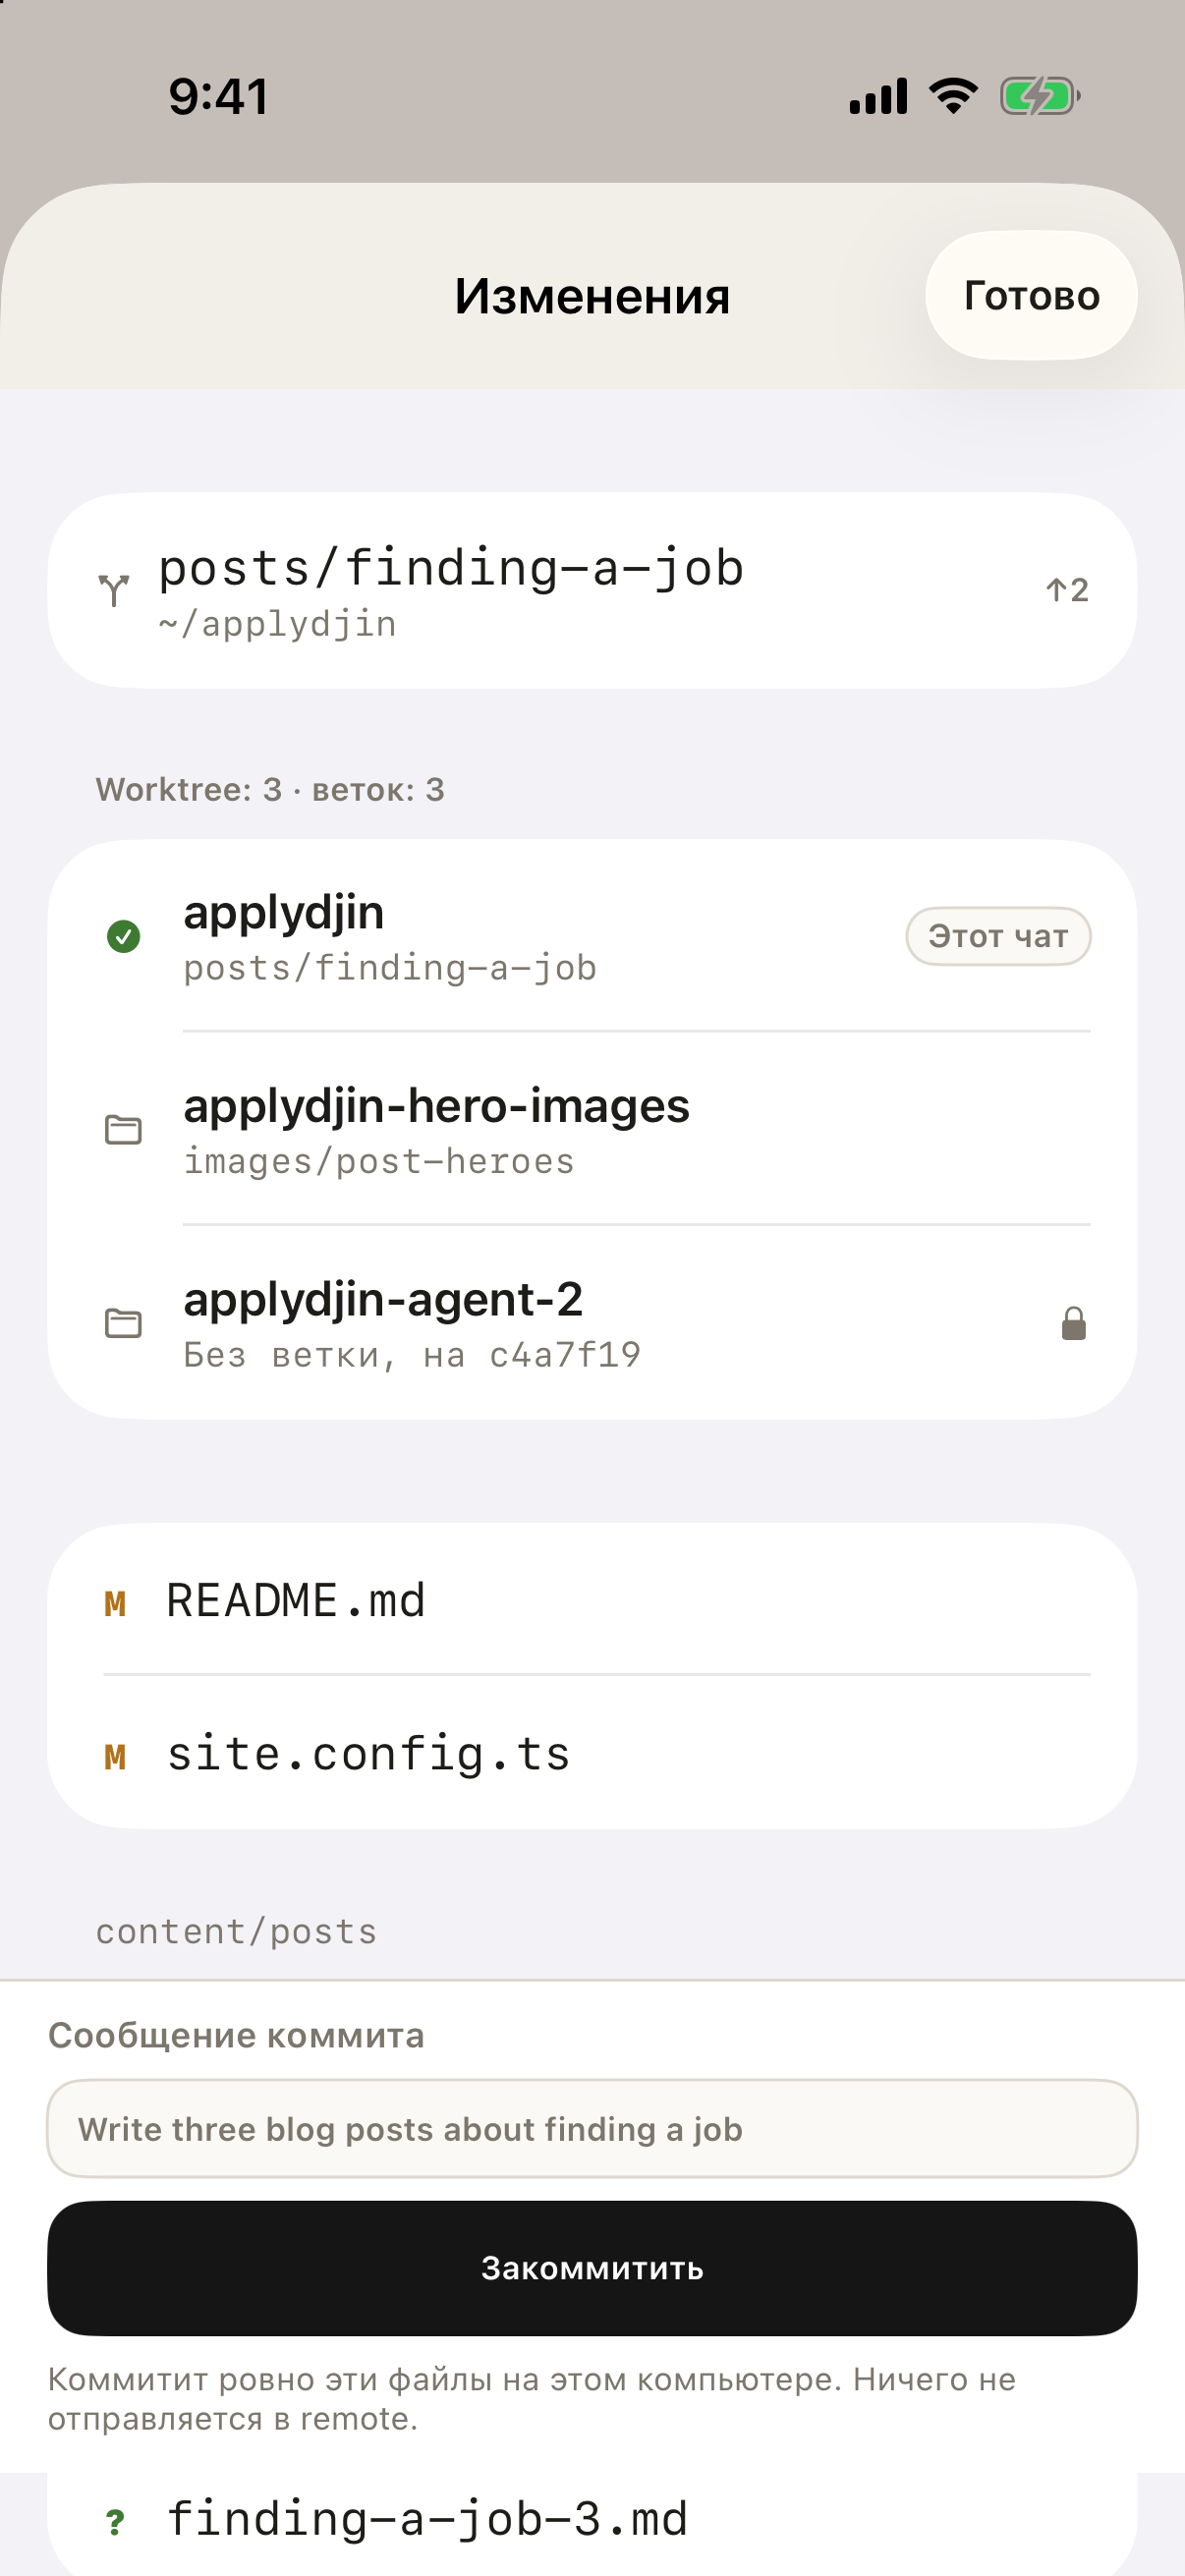 9:41
Изменения
Готово
posts/finding-a-job
~/applydjin
↑2
Worktree: 3 · веток: 3
applydjin
posts/finding-a-job
Этот чат
applydjin-hero-images
images/post-heroes
applydjin-agent-2
Без ветки, на c4a7f19
M README.md
M site.config.ts
content/posts
Сообщение коммита
Write three blog posts about finding a job
Закоммитить
Коммитит ровно эти файлы на этом компьютере. Ничего не
отправляется в remote.
? finding-a-job-3.md